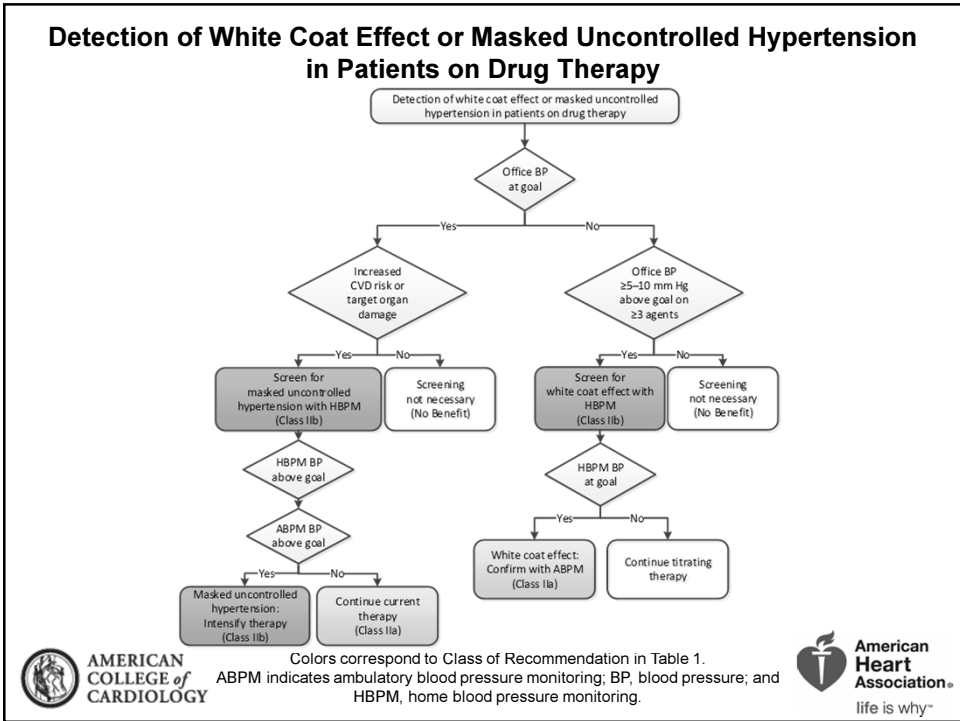 Detection of White Coat Effect or Masked Uncontrolled Hypertension
in Patients on Drug Therapy
Detection of white coat effect or masked uncontrolled
hypertension in patients on drug therapy
Office BP
at goal
Yes
No
Increased
CVD risk or
target organ
damage
Office BP
≥5–10 mm Hg
above goal on
≥3 agents
Yes
No
Yes
No
Screen for
masked uncontrolled
hypertension with HBPM
(Class IIb)
Screening
not necessary
(No Benefit)
Screen for
white coat effect with
HBPM
(Class IIb)
Screening
not necessary
(No Benefit)
HBPM BP
above goal
HBPM BP
at goal
ABPM BP
above goal
Yes
No
Yes
No
White coat effect:
Confirm with ABPM
(Class IIa)
Continue titrating
therapy
Masked uncontrolled
hypertension:
Intensify therapy
(Class IIb)
Continue current
therapy
(Class IIa)
AMERICAN
COLLEGE of
CARDIOLOGY
Colors correspond to Class of Recommendation in Table 1.
ABPM indicates ambulatory blood pressure monitoring; BP, blood pressure; and
HBPM, home blood pressure monitoring.
American
Heart
Association®
life is why™